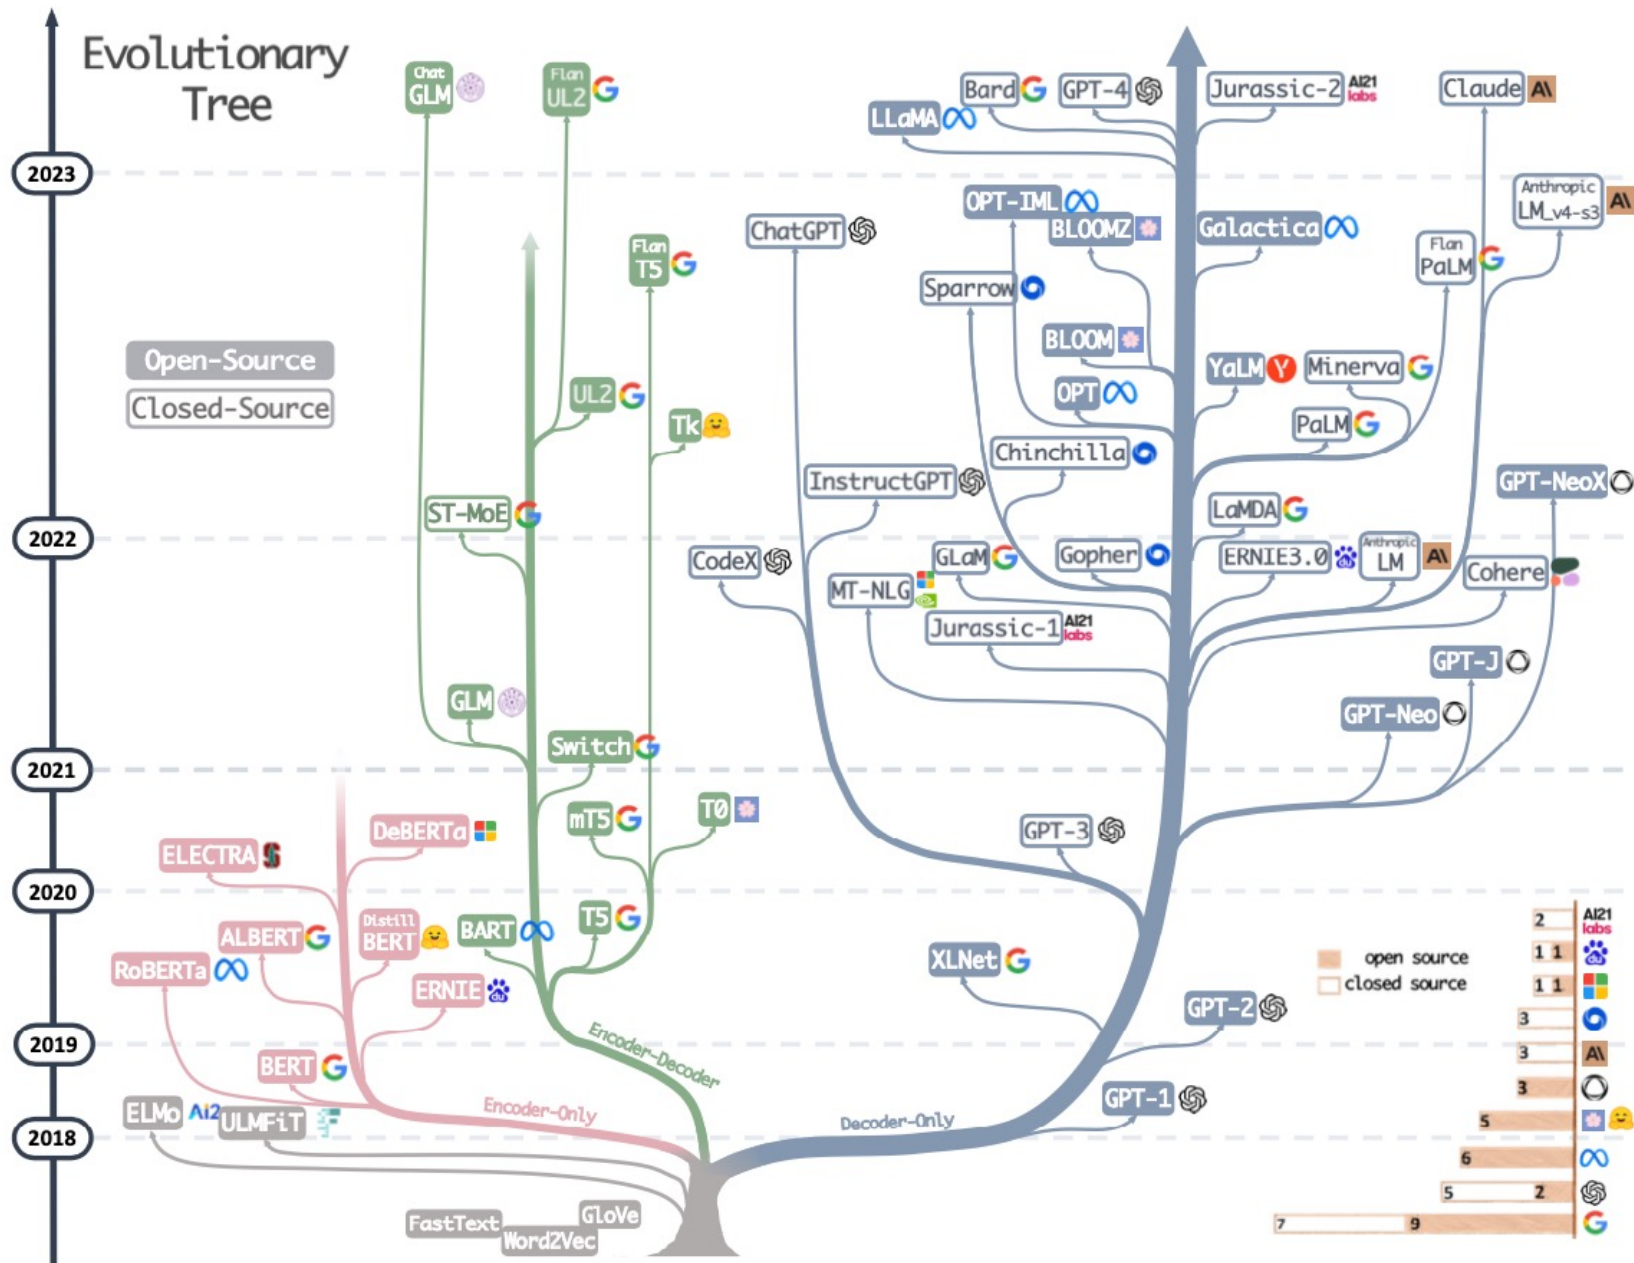 Evolutionary
Tree
2023
2022
2021
2020
2019
2018
Open-Source
Closed-Source
Chat
GLM
Flan
UL2
Flan
T5
UL2
Tk
ST-MoE
GLM
Switch
mT5
T0
T5
BART
DeBERTa
ELECTRA
ALBERT
Distill
BERT
RoBERTa
ERNIE
BERT
ELMo
Ai2
ULMFiT
FastText
Word2Vec
GloVe
Encoder-Only
Encoder-Decoder
Decoder-Only
Bard
GPT-4
Jurassic-2
AI21
labs
Claude
A\
LLaMA
OPT-IML
BLOOMZ
ChatGPT
Galactica
Anthropic
LM_v4-s3
A\
Flan
PaLM
Sparrow
BLOOM
OPT
YaLM
Minerva
PaLM
Chinchilla
InstructGPT
GPT-NeoX
LaMDA
CodeX
GLaM
Gopher
ERNIE3.0
du
Anthropic
LM
A\
Cohere
MT-NLG
Jurassic-1
AI21
labs
GPT-J
GPT-Neo
GPT-3
XLNet
GPT-2
GPT-1
du
open source
closed source
2
AI21
labs
1 1
du
1 1
3
3
A\
3
5
6
5 2
7 9